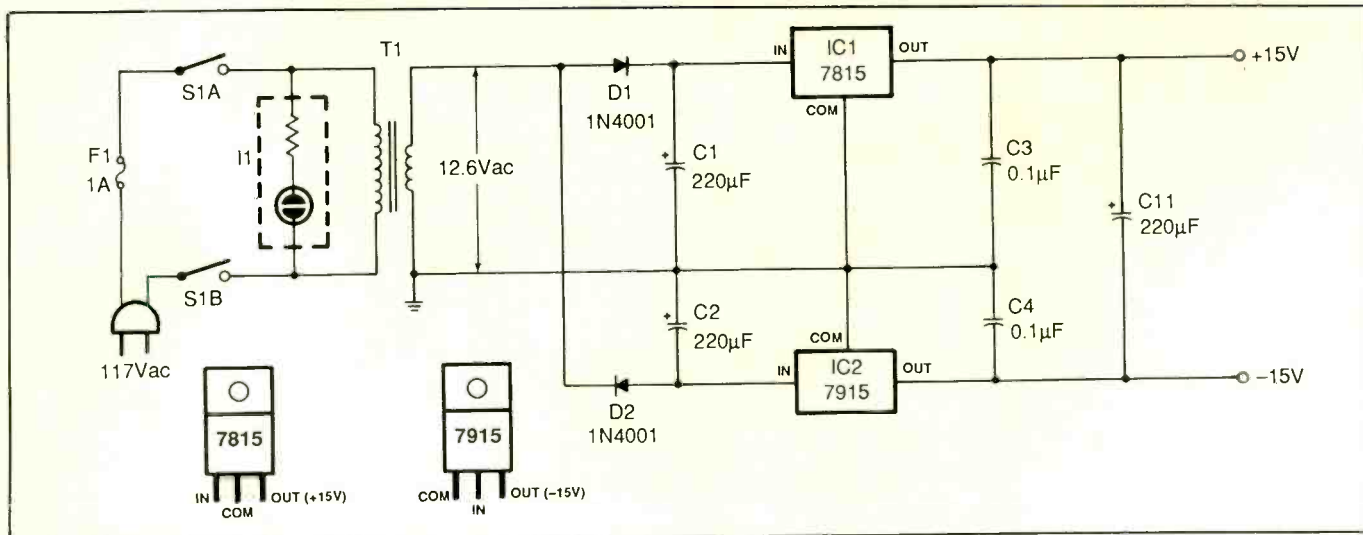 T1
S1A
F1
1A
I1
S1B
117Vac
12.6Vac
D1
1N4001
C1
220µF
IN
IC1
7815
OUT
COM
C3
0.1µF
C11
220µF
+15V
C2
220µF
D2
1N4001
COM
IN
IC2
7915
OUT
C4
0.1µF
–15V
7815
IN
COM
OUT (+15V)
7915
COM
IN
OUT (–15V)